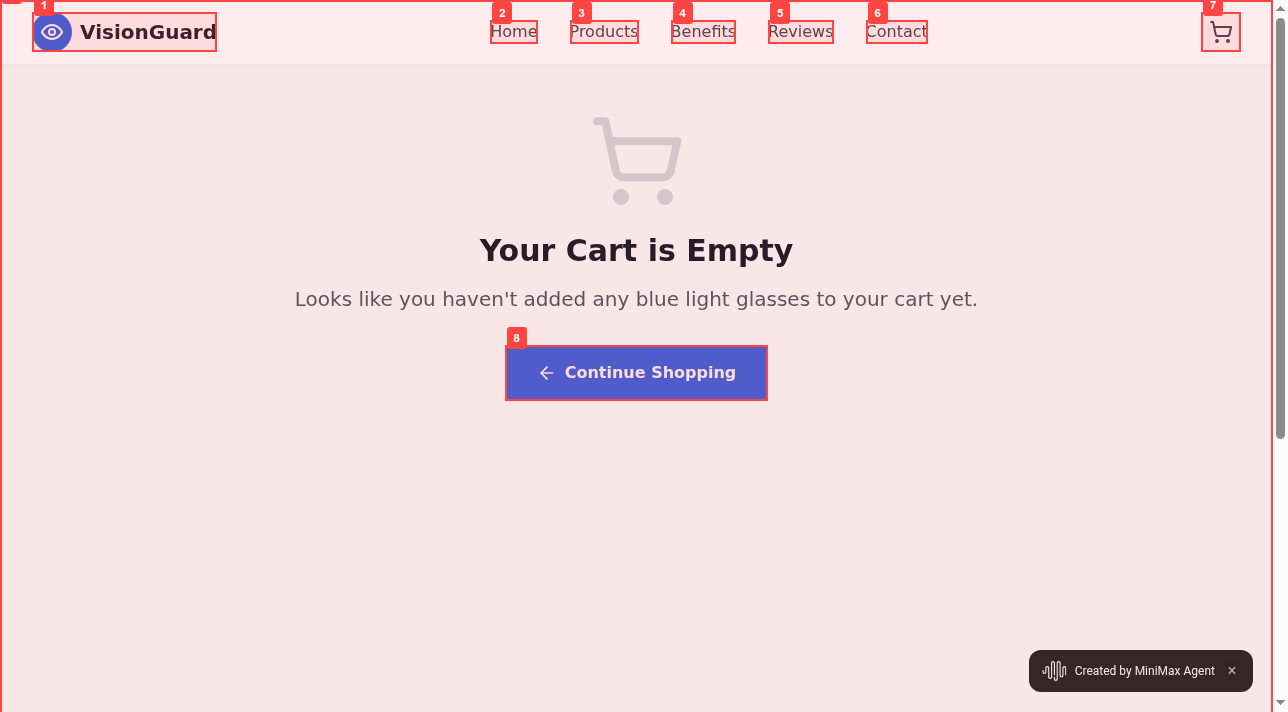 1
VisionGuard
2
Home
3
Products
4
Benefits
5
Reviews
6
Contact
7
Your Cart is Empty
Looks like you haven't added any blue light glasses to your cart yet.
8
Continue Shopping
Created by MiniMax Agent ×